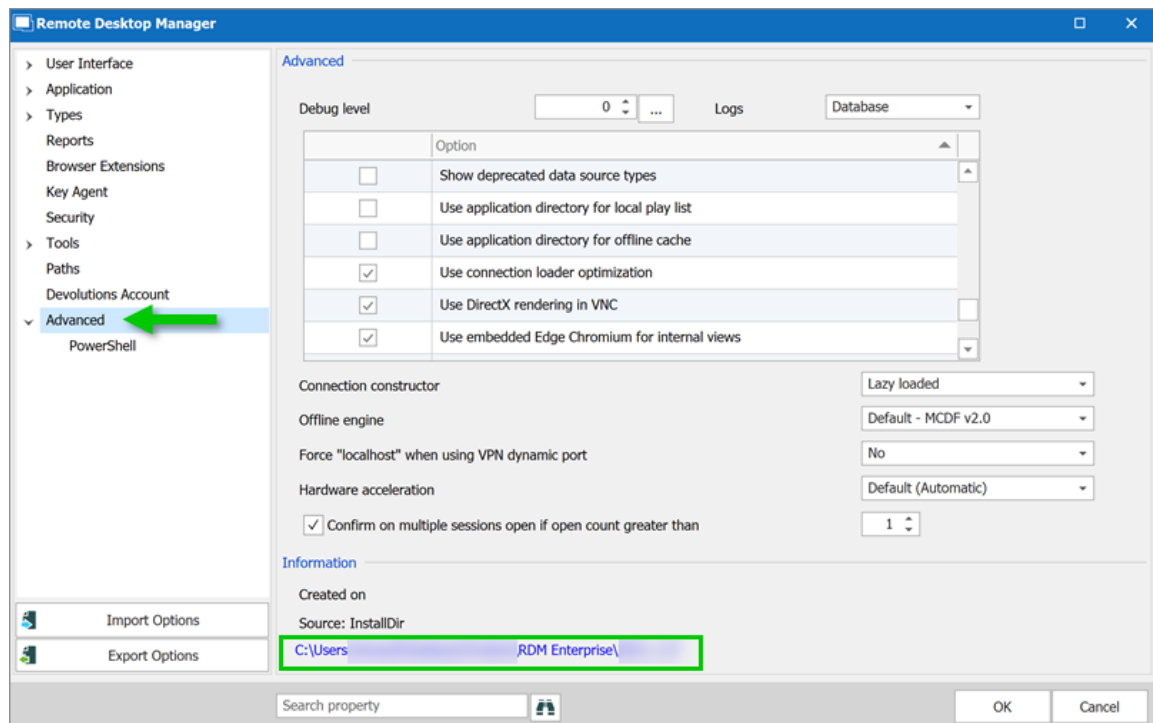 Remote Desktop Manager
User Interface
Application
Types
Reports
Browser Extensions
Key Agent
Security
Tools
Paths
Devolutions Account
Advanced
PowerShell
Import Options
Export Options
Advanced
Debug level 0 ... Logs Database
Option
Show deprecated data source types
Use application directory for local play list
Use application directory for offline cache
Use connection loader optimization
Use DirectX rendering in VNC
Use embedded Edge Chromium for internal views
Connection constructor Lazy loaded
Offline engine Default - MCDF v2.0
Force "localhost" when using VPN dynamic port No
Hardware acceleration Default (Automatic)
Confirm on multiple sessions open if open count greater than 1
Information
Created on
Source: InstallDir
C:\Users RDM Enterprise\
Search property OK Cancel